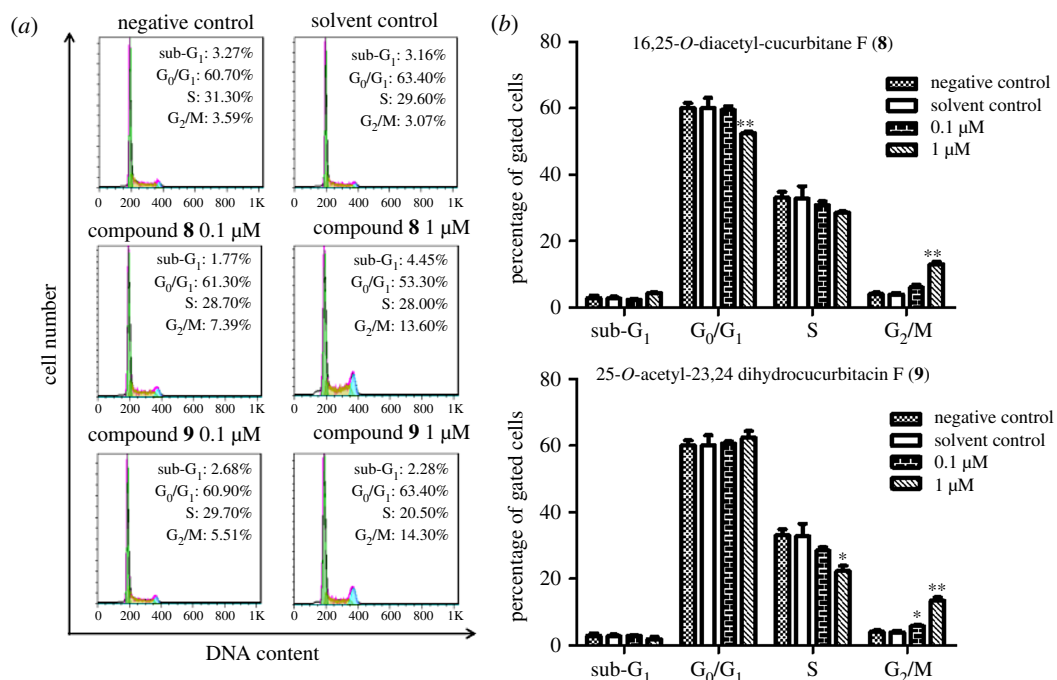 (a)
negative control
solvent control
sub-G1: 3.27%
G0/G1: 60.70%
S: 31.30%
G2/M: 3.59%
sub-G1: 3.16%
G0/G1: 63.40%
S: 29.60%
G2/M: 3.07%
0 200 400 600 800 1K
0 200 400 600 800 1K
compound 8 0.1 µM
compound 8 1 µM
sub-G1: 1.77%
G0/G1: 61.30%
S: 28.70%
G2/M: 7.39%
sub-G1: 4.45%
G0/G1: 53.30%
S: 28.00%
G2/M: 13.60%
0 200 400 600 800 1K
0 200 400 600 800 1K
compound 9 0.1 µM
compound 9 1 µM
sub-G1: 2.68%
G0/G1: 60.90%
S: 29.70%
G2/M: 5.51%
sub-G1: 2.28%
G0/G1: 63.40%
S: 20.50%
G2/M: 14.30%
0 200 400 600 800 1K
0 200 400 600 800 1K
cell number
DNA content
(b)
16,25-O-diacetyl-cucurbitane F (8)
percentage of gated cells
80
60
40
20
0
negative control
solvent control
0.1 µM
1 µM
**
**
sub-G1 G0/G1 S G2/M
25-O-acetyl-23,24 dihydrocucurbitacin F (9)
percentage of gated cells
80
60
40
20
0
negative control
solvent control
0.1 µM
1 µM
*
*
**
sub-G1 G0/G1 S G2/M